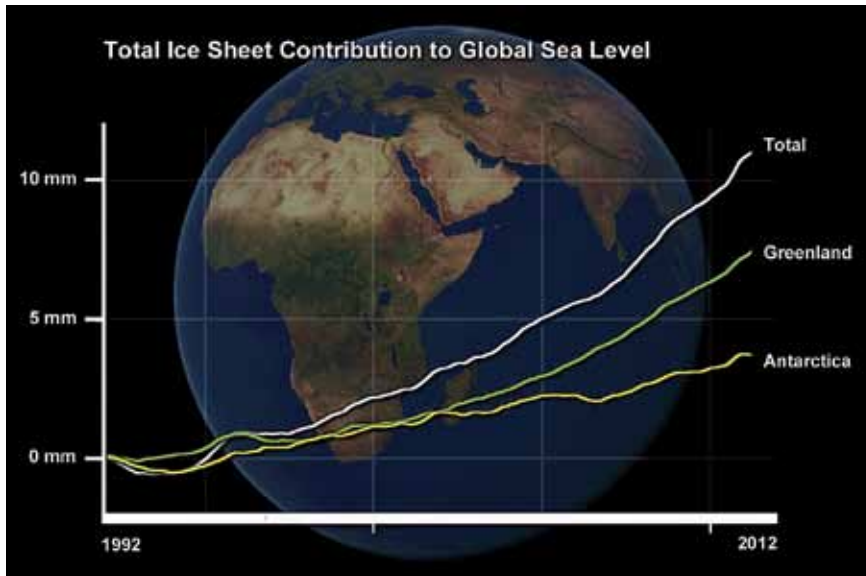 Total Ice Sheet Contribution to Global Sea Level
Total
10 mm
Greenland
5 mm
Antarctica
0 mm
1992
2012